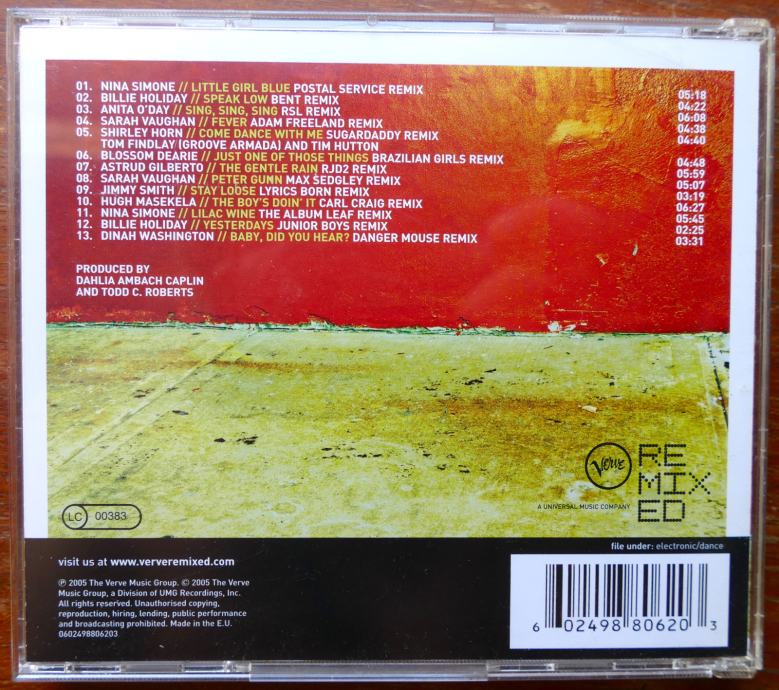 01. NINA SIMONE // LITTLE GIRL BLUE POSTAL SERVICE REMIX 05:18
02. BILLIE HOLIDAY // SPEAK LOW BENT REMIX 04:22
03. ANITA O'DAY // SING, SING, SING RSL REMIX 06:08
04. SARAH VAUGHAN // FEVER ADAM FREELAND REMIX 04:38
05. SHIRLEY HORN // COME DANCE WITH ME SUGARDADDY REMIX 04:40
TOM FINDLAY (GROOVE ARMADA) AND TIM HUTTON
06. BLOSSOM DEARIE // JUST ONE OF THOSE THINGS BRAZILIAN GIRLS REMIX 04:48
07. ASTRUD GILBERTO // THE GENTLE RAIN RJD2 REMIX 05:59
08. SARAH VAUGHAN // PETER GUNN MAX SEDGLEY REMIX 05:07
09. JIMMY SMITH // STAY LOOSE LYRICS BORN REMIX 03:19
10. HUGH MASEKELA // THE BOY'S DOIN' IT CARL CRAIG REMIX 06:27
11. NINA SIMONE // LILAC WINE THE ALBUM LEAF REMIX 05:45
12. BILLIE HOLIDAY // YESTERDAYS JUNIOR BOYS REMIX 02:25
13. DINAH WASHINGTON // BABY, DID YOU HEAR? DANGER MOUSE REMIX 03:31
PRODUCED BY
DAHLIA AMBACH CAPLIN
AND TODD C. ROBERTS
Verve
RE
MIX
ED
A UNIVERSAL MUSIC COMPANY
LC 00383
file under: electronic/dance
visit us at www.ververemixed.com
℗ 2005 The Verve Music Group. © 2005 The Verve
Music Group, a Division of UMG Recordings, Inc.
All rights reserved. Unauthorised copying,
reproduction, hiring, lending, public performance
and broadcasting prohibited. Made in the E.U.
0602498806203
6 02498 80620 3